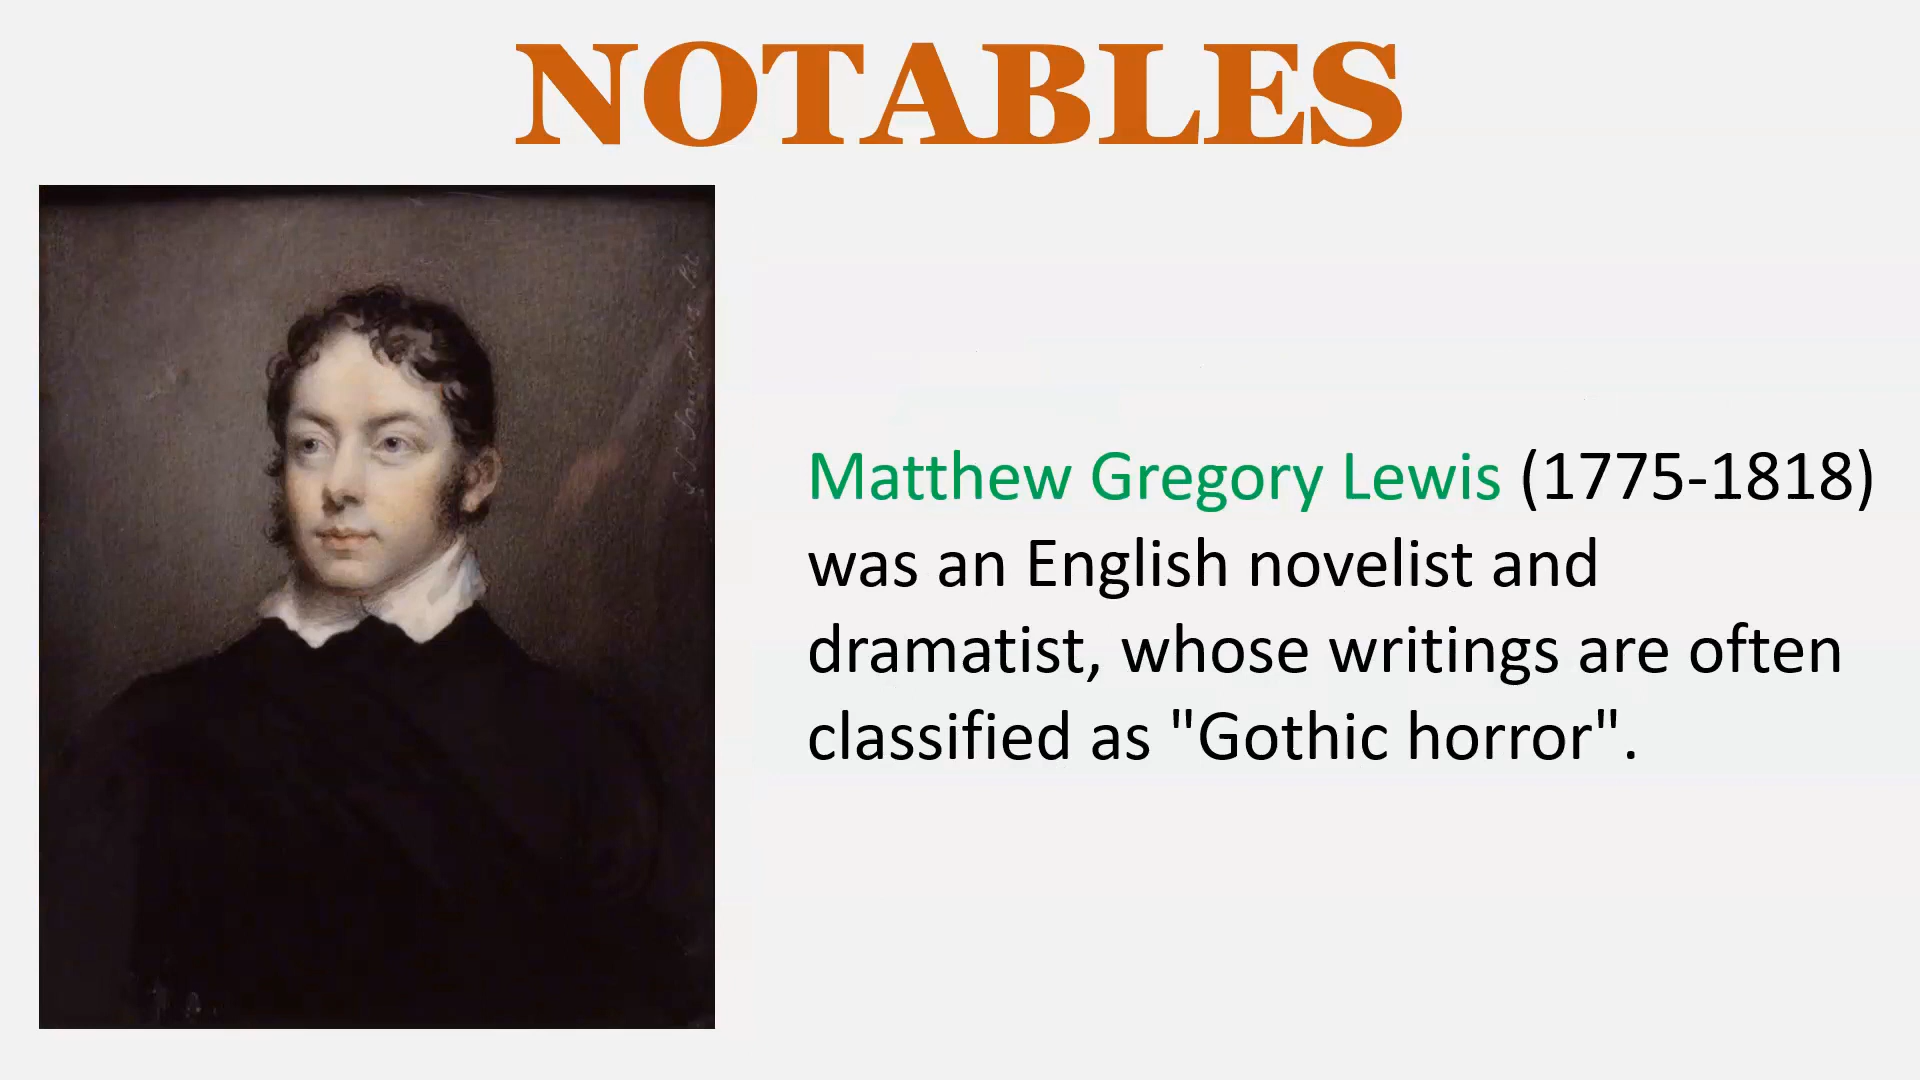 NOTABLES
Matthew Gregory Lewis (1775-1818)
was an English novelist and
dramatist, whose writings are often
classified as "Gothic horror".